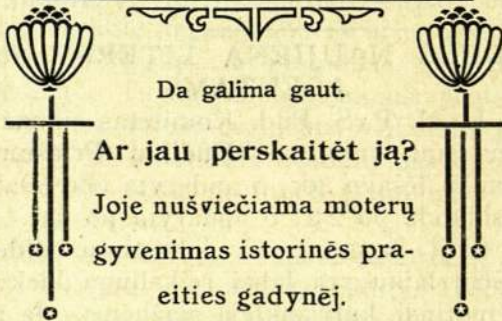 Da galima gaut.
Ar jau perskaitėt ją?
Joje nušviečiama moterų
gyvenimas istorinės pra-
eities gadynėj.